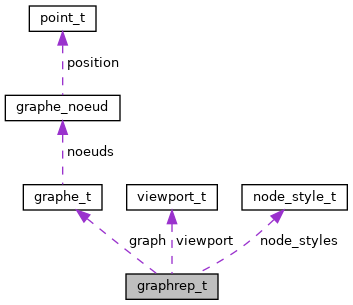 point_t
position
graphe_noeud
noeuds
graphe_t
viewport_t
node_style_t
graph
viewport
node_styles
graphrep_t